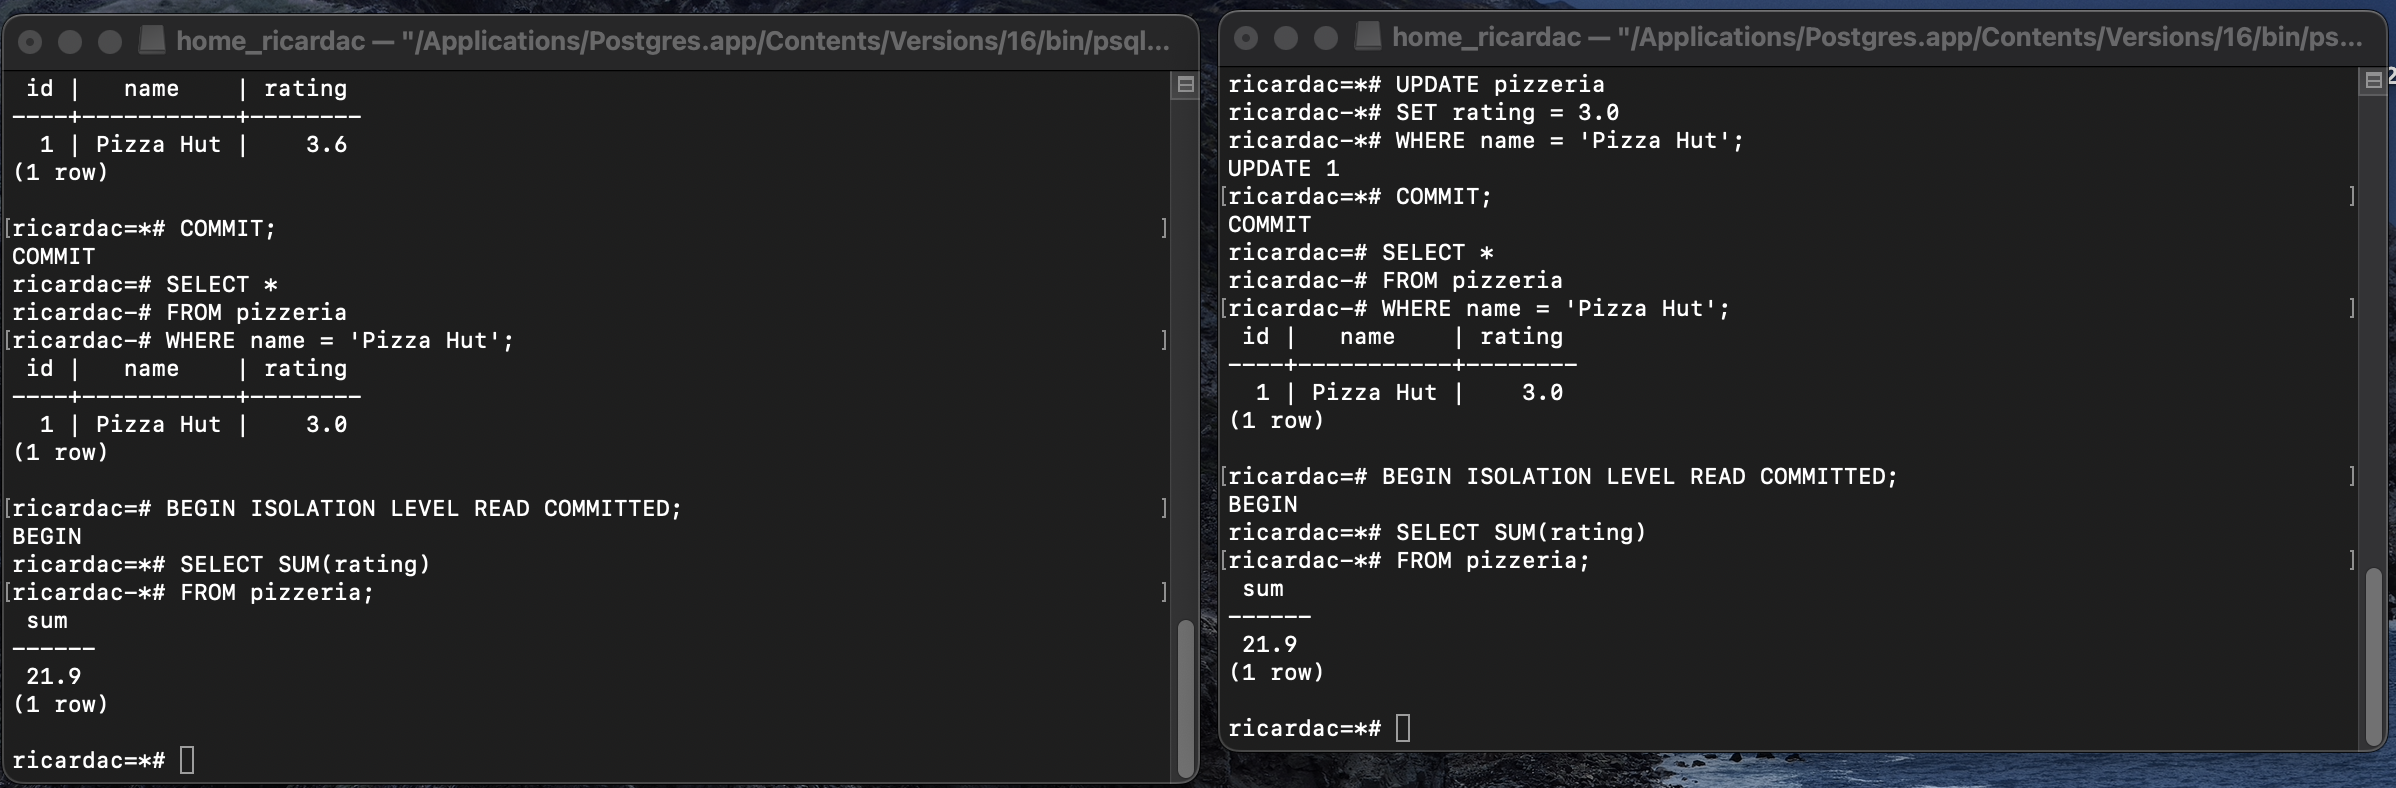 home_ricardac — "/Applications/Postgres.app/Contents/Versions/16/bin/psql...
 id |   name    | rating
----+-----------+--------
  1 | Pizza Hut |    3.6
(1 row)
[ricardac=*# COMMIT; ]
COMMIT
ricardac=# SELECT *
ricardac-# FROM pizzeria
[ricardac-# WHERE name = 'Pizza Hut'; ]
 id |   name    | rating
----+-----------+--------
  1 | Pizza Hut |    3.0
(1 row)
[ricardac=# BEGIN ISOLATION LEVEL READ COMMITTED; ]
BEGIN
ricardac=*# SELECT SUM(rating)
[ricardac-*# FROM pizzeria; ]
 sum
------
 21.9
(1 row)
ricardac=*#
home_ricardac — "/Applications/Postgres.app/Contents/Versions/16/bin/ps...
ricardac=*# UPDATE pizzeria
ricardac-*# SET rating = 3.0
ricardac-*# WHERE name = 'Pizza Hut';
UPDATE 1
[ricardac=*# COMMIT; ]
COMMIT
ricardac=# SELECT *
ricardac-# FROM pizzeria
[ricardac-# WHERE name = 'Pizza Hut'; ]
 id |   name    | rating
----+-----------+--------
  1 | Pizza Hut |    3.0
(1 row)
[ricardac=# BEGIN ISOLATION LEVEL READ COMMITTED; ]
BEGIN
ricardac=*# SELECT SUM(rating)
[ricardac-*# FROM pizzeria; ]
 sum
------
 21.9
(1 row)
ricardac=*#